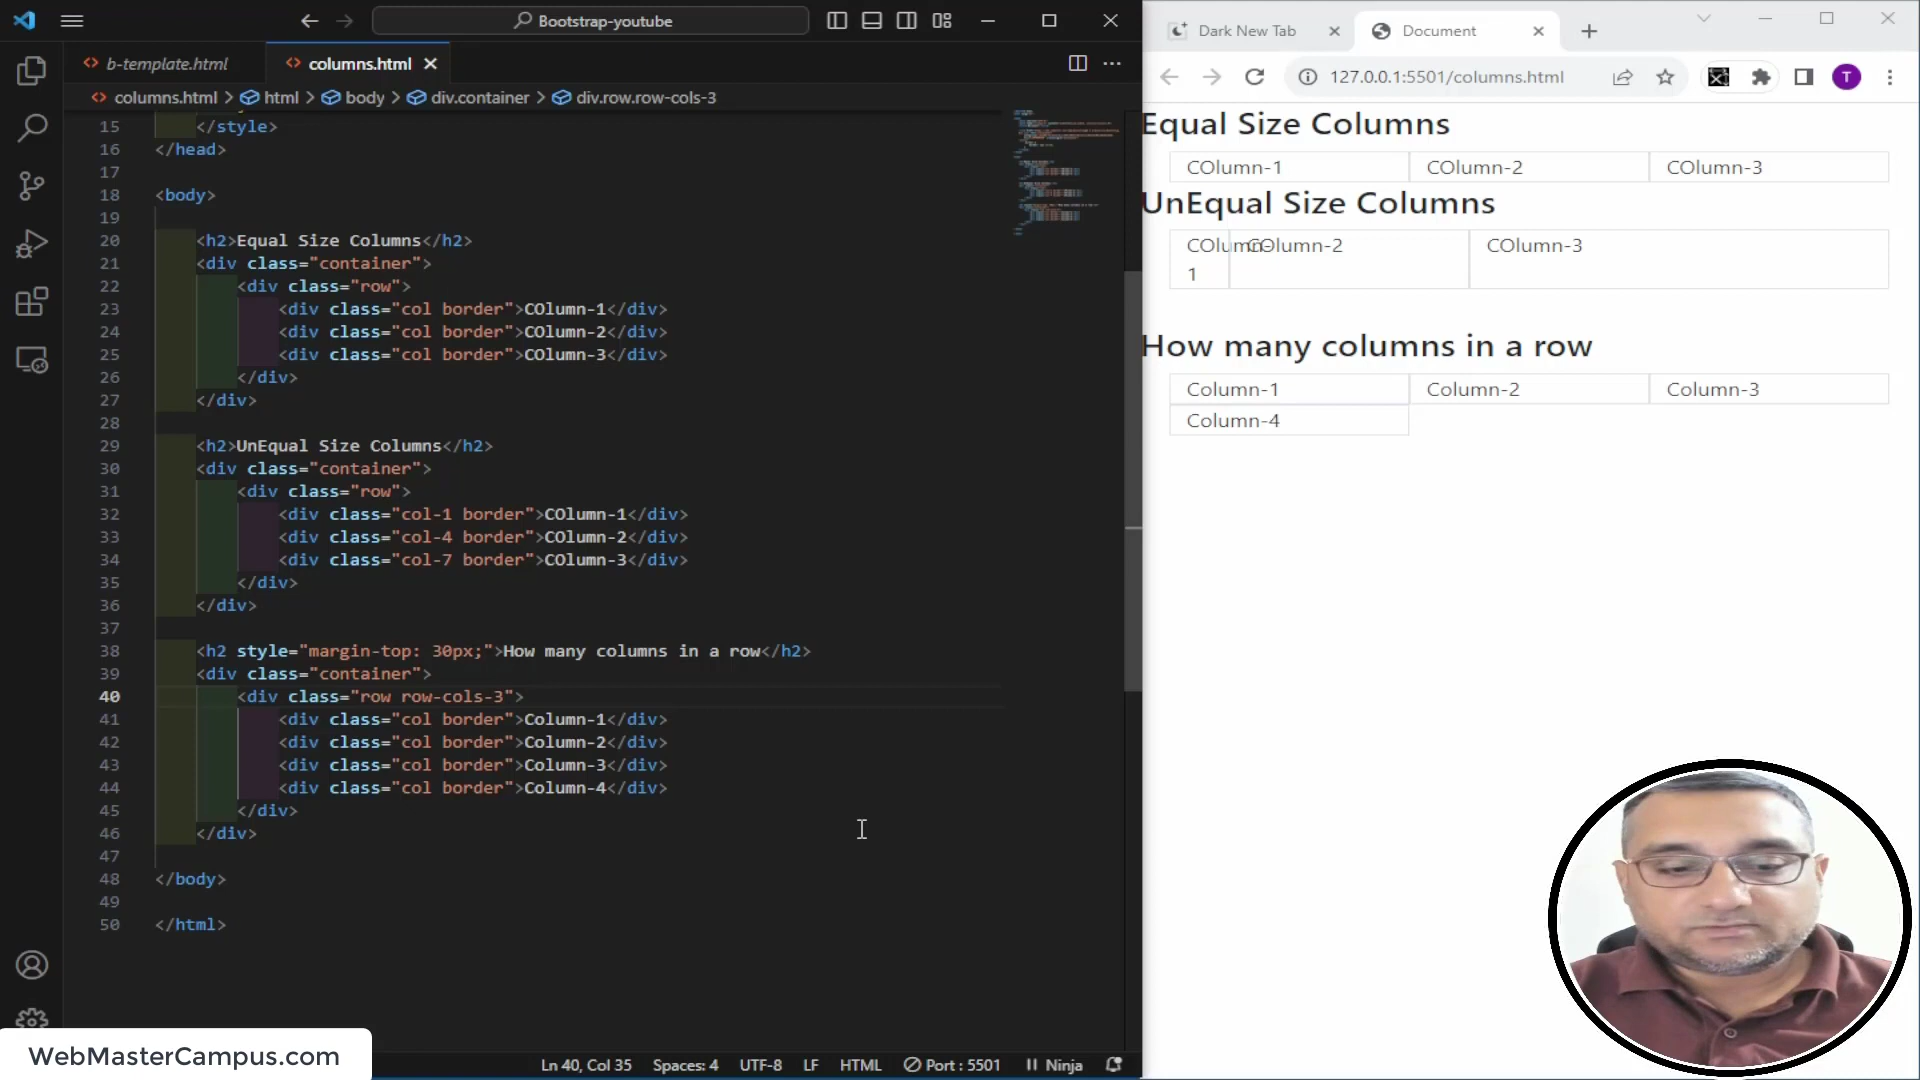 Bootstrap-youtube
b-template.html
columns.html
columns.html > html > body > div.container > div.row.row-cols-3
15 </style>
16 </head>
17
18 <body>
19
20 <h2>Equal Size Columns</h2>
21 <div class="container">
22 <div class="row">
23 <div class="col border">COlumn-1</div>
24 <div class="col border">COlumn-2</div>
25 <div class="col border">COlumn-3</div>
26 </div>
27 </div>
28
29 <h2>UnEqual Size Columns</h2>
30 <div class="container">
31 <div class="row">
32 <div class="col-1 border">COlumn-1</div>
33 <div class="col-4 border">COlumn-2</div>
34 <div class="col-7 border">COlumn-3</div>
35 </div>
36 </div>
37
38 <h2 style="margin-top: 30px;">How many columns in a row</h2>
39 <div class="container">
40 <div class="row row-cols-3">
41 <div class="col border">Column-1</div>
42 <div class="col border">Column-2</div>
43 <div class="col border">Column-3</div>
44 <div class="col border">Column-4</div>
45 </div>
46 </div>
47
48 </body>
49
50 </html>
WebMasterCampus.com
Ln 40, Col 35 Spaces: 4 UTF-8 LF HTML Port : 5501 Ninja
Dark New Tab
Document
127.0.0.1:5501/columns.html
T
Equal Size Columns
COlumn-1 COlumn-2 COlumn-3
UnEqual Size Columns
COlumn- COlumn-2 COlumn-3
1
How many columns in a row
Column-1 Column-2 Column-3
Column-4